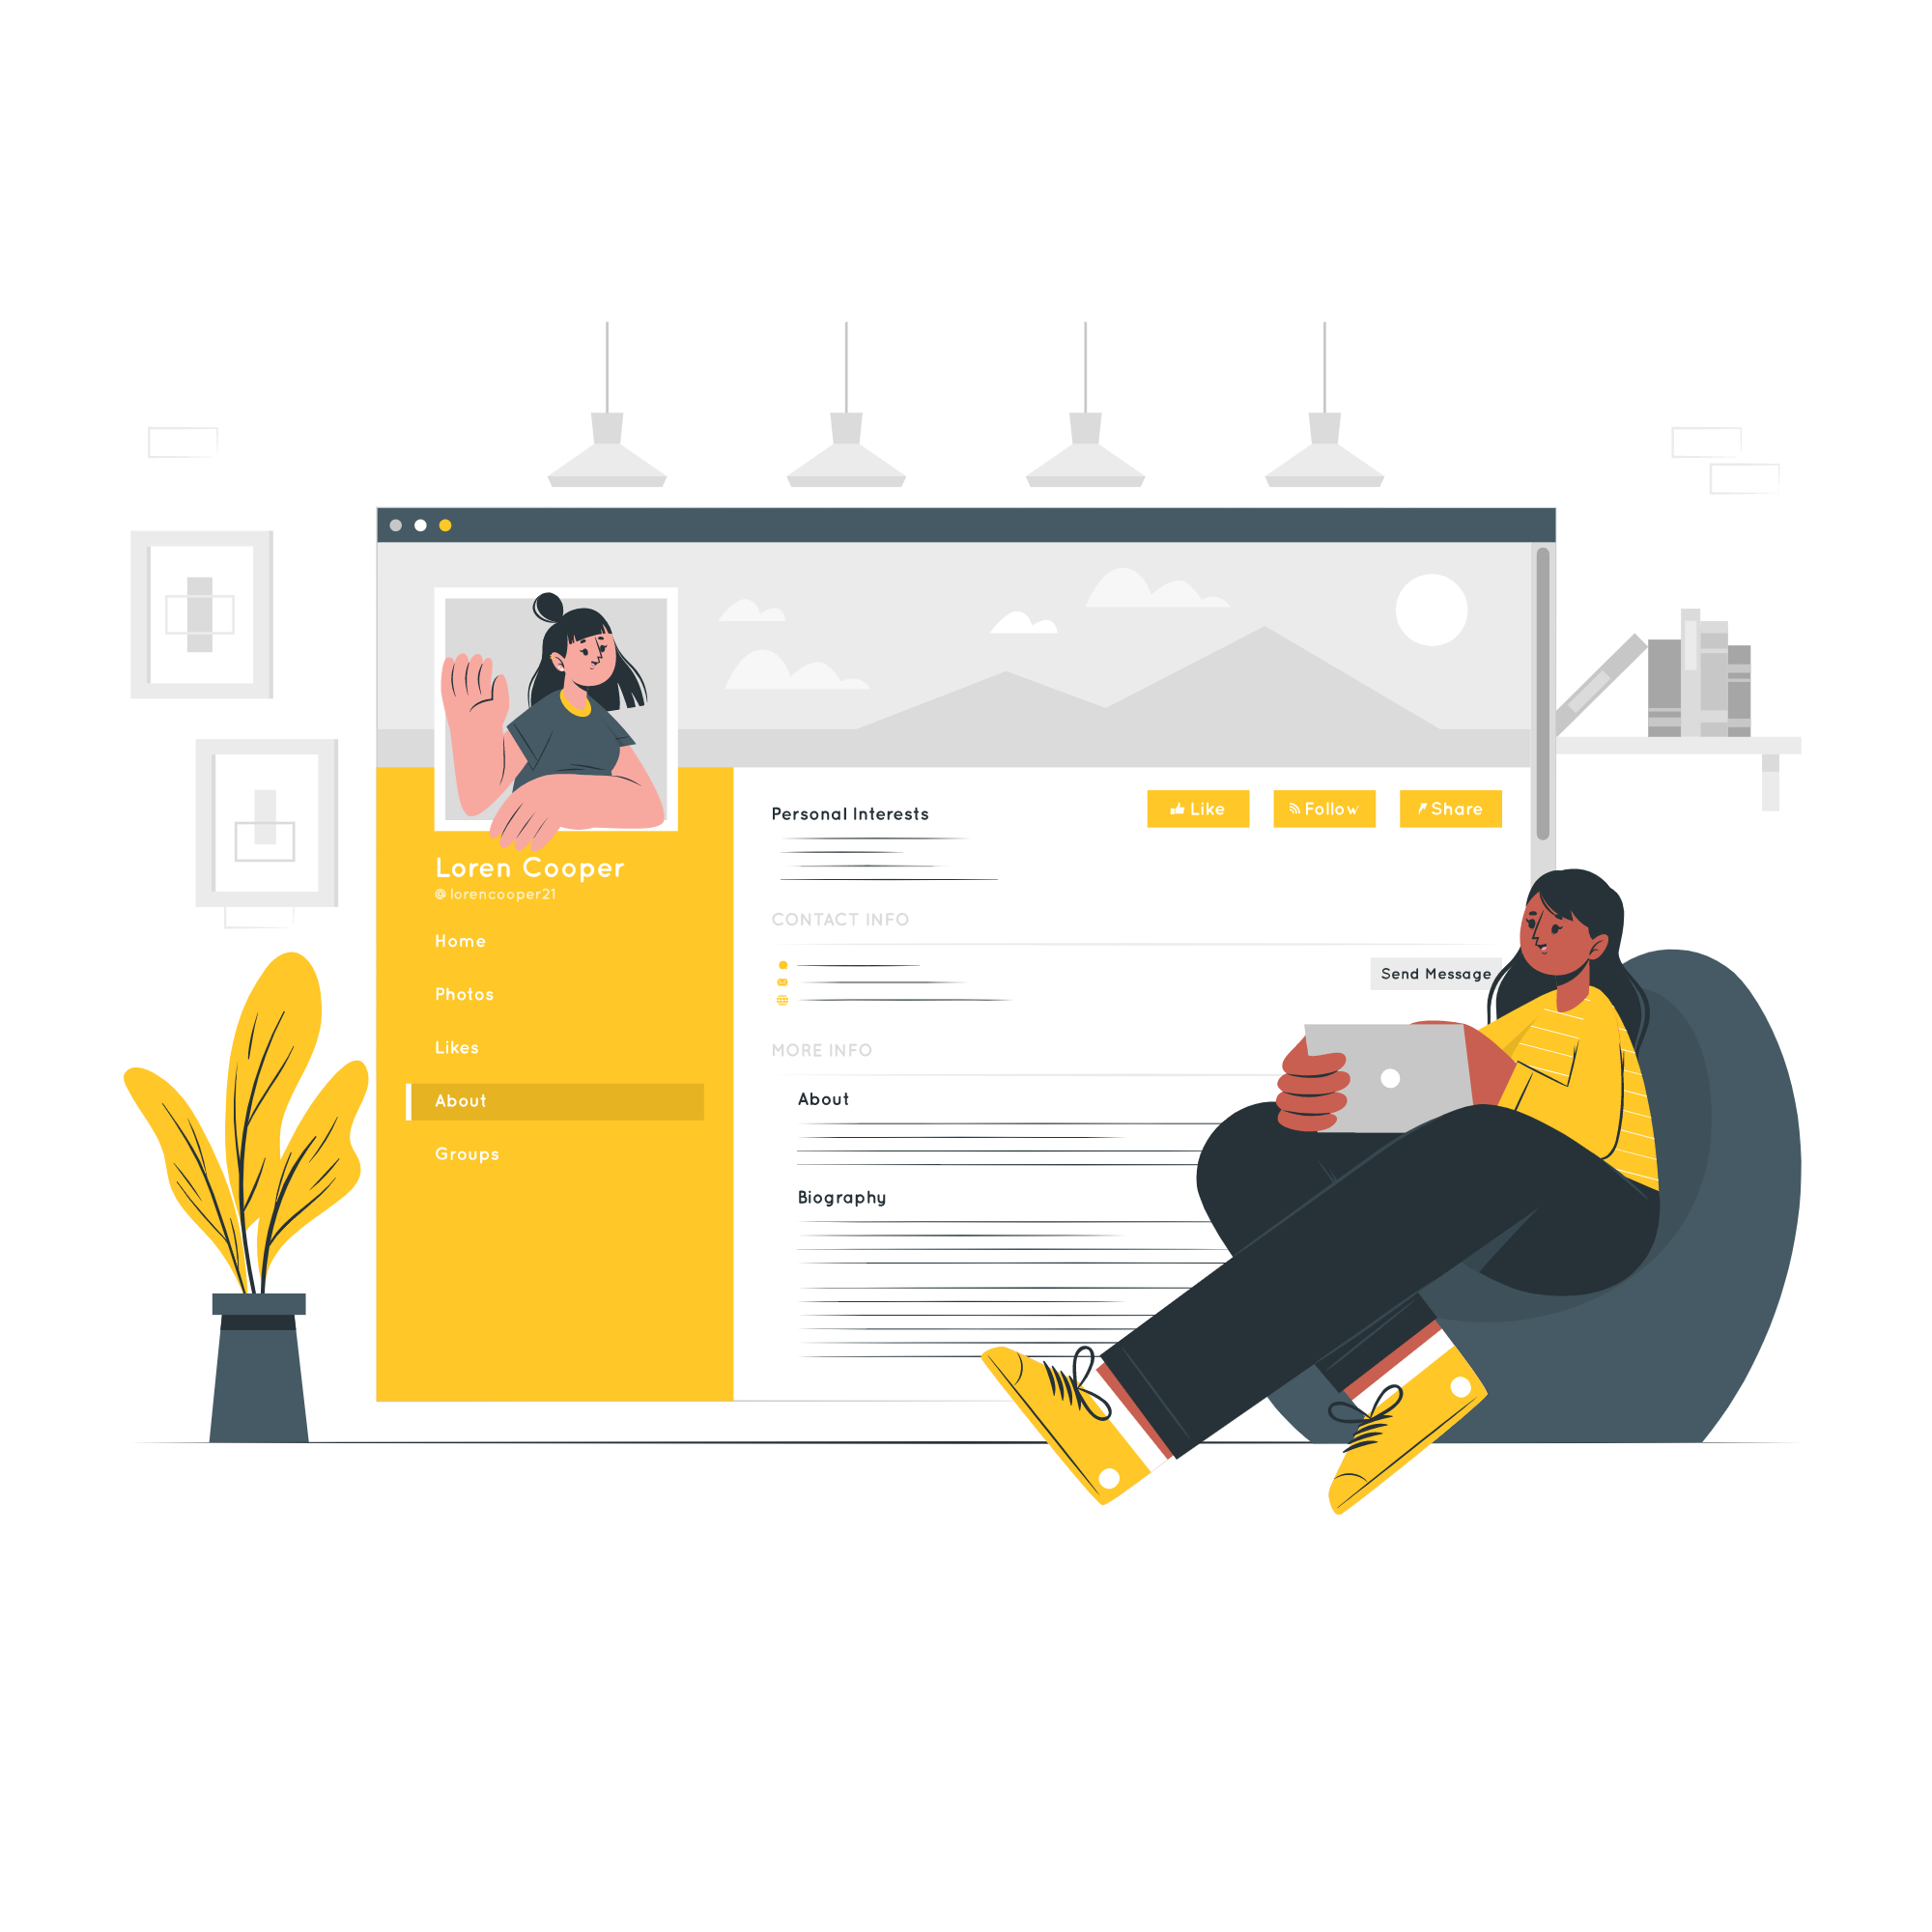 Loren Cooper
@lorencooper21
Home
Photos
Likes
About
Groups
Personal Interests
Like
Follow
Share
CONTACT INFO
Send Message
MORE INFO
About
Biography